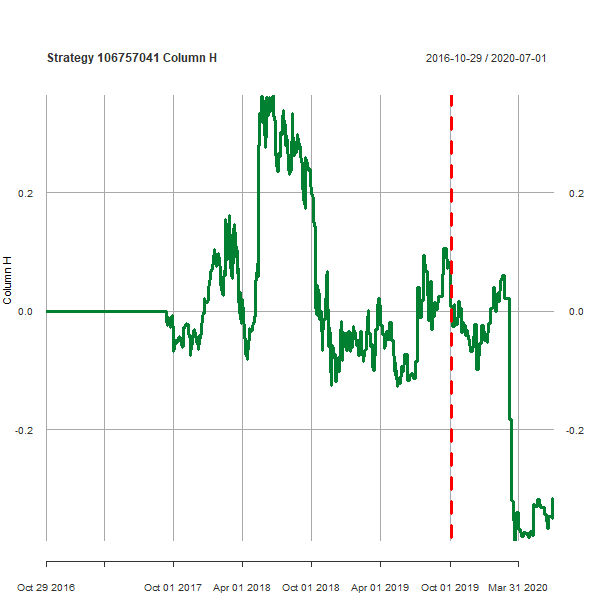 Strategy 106757041 Column H
2016-10-29 / 2020-07-01
Column H
0.2
0.2
0.0
0.0
-0.2
-0.2
Oct 29 2016
Oct 01 2017
Apr 01 2018
Oct 01 2018
Apr 01 2019
Oct 01 2019
Mar 31 2020